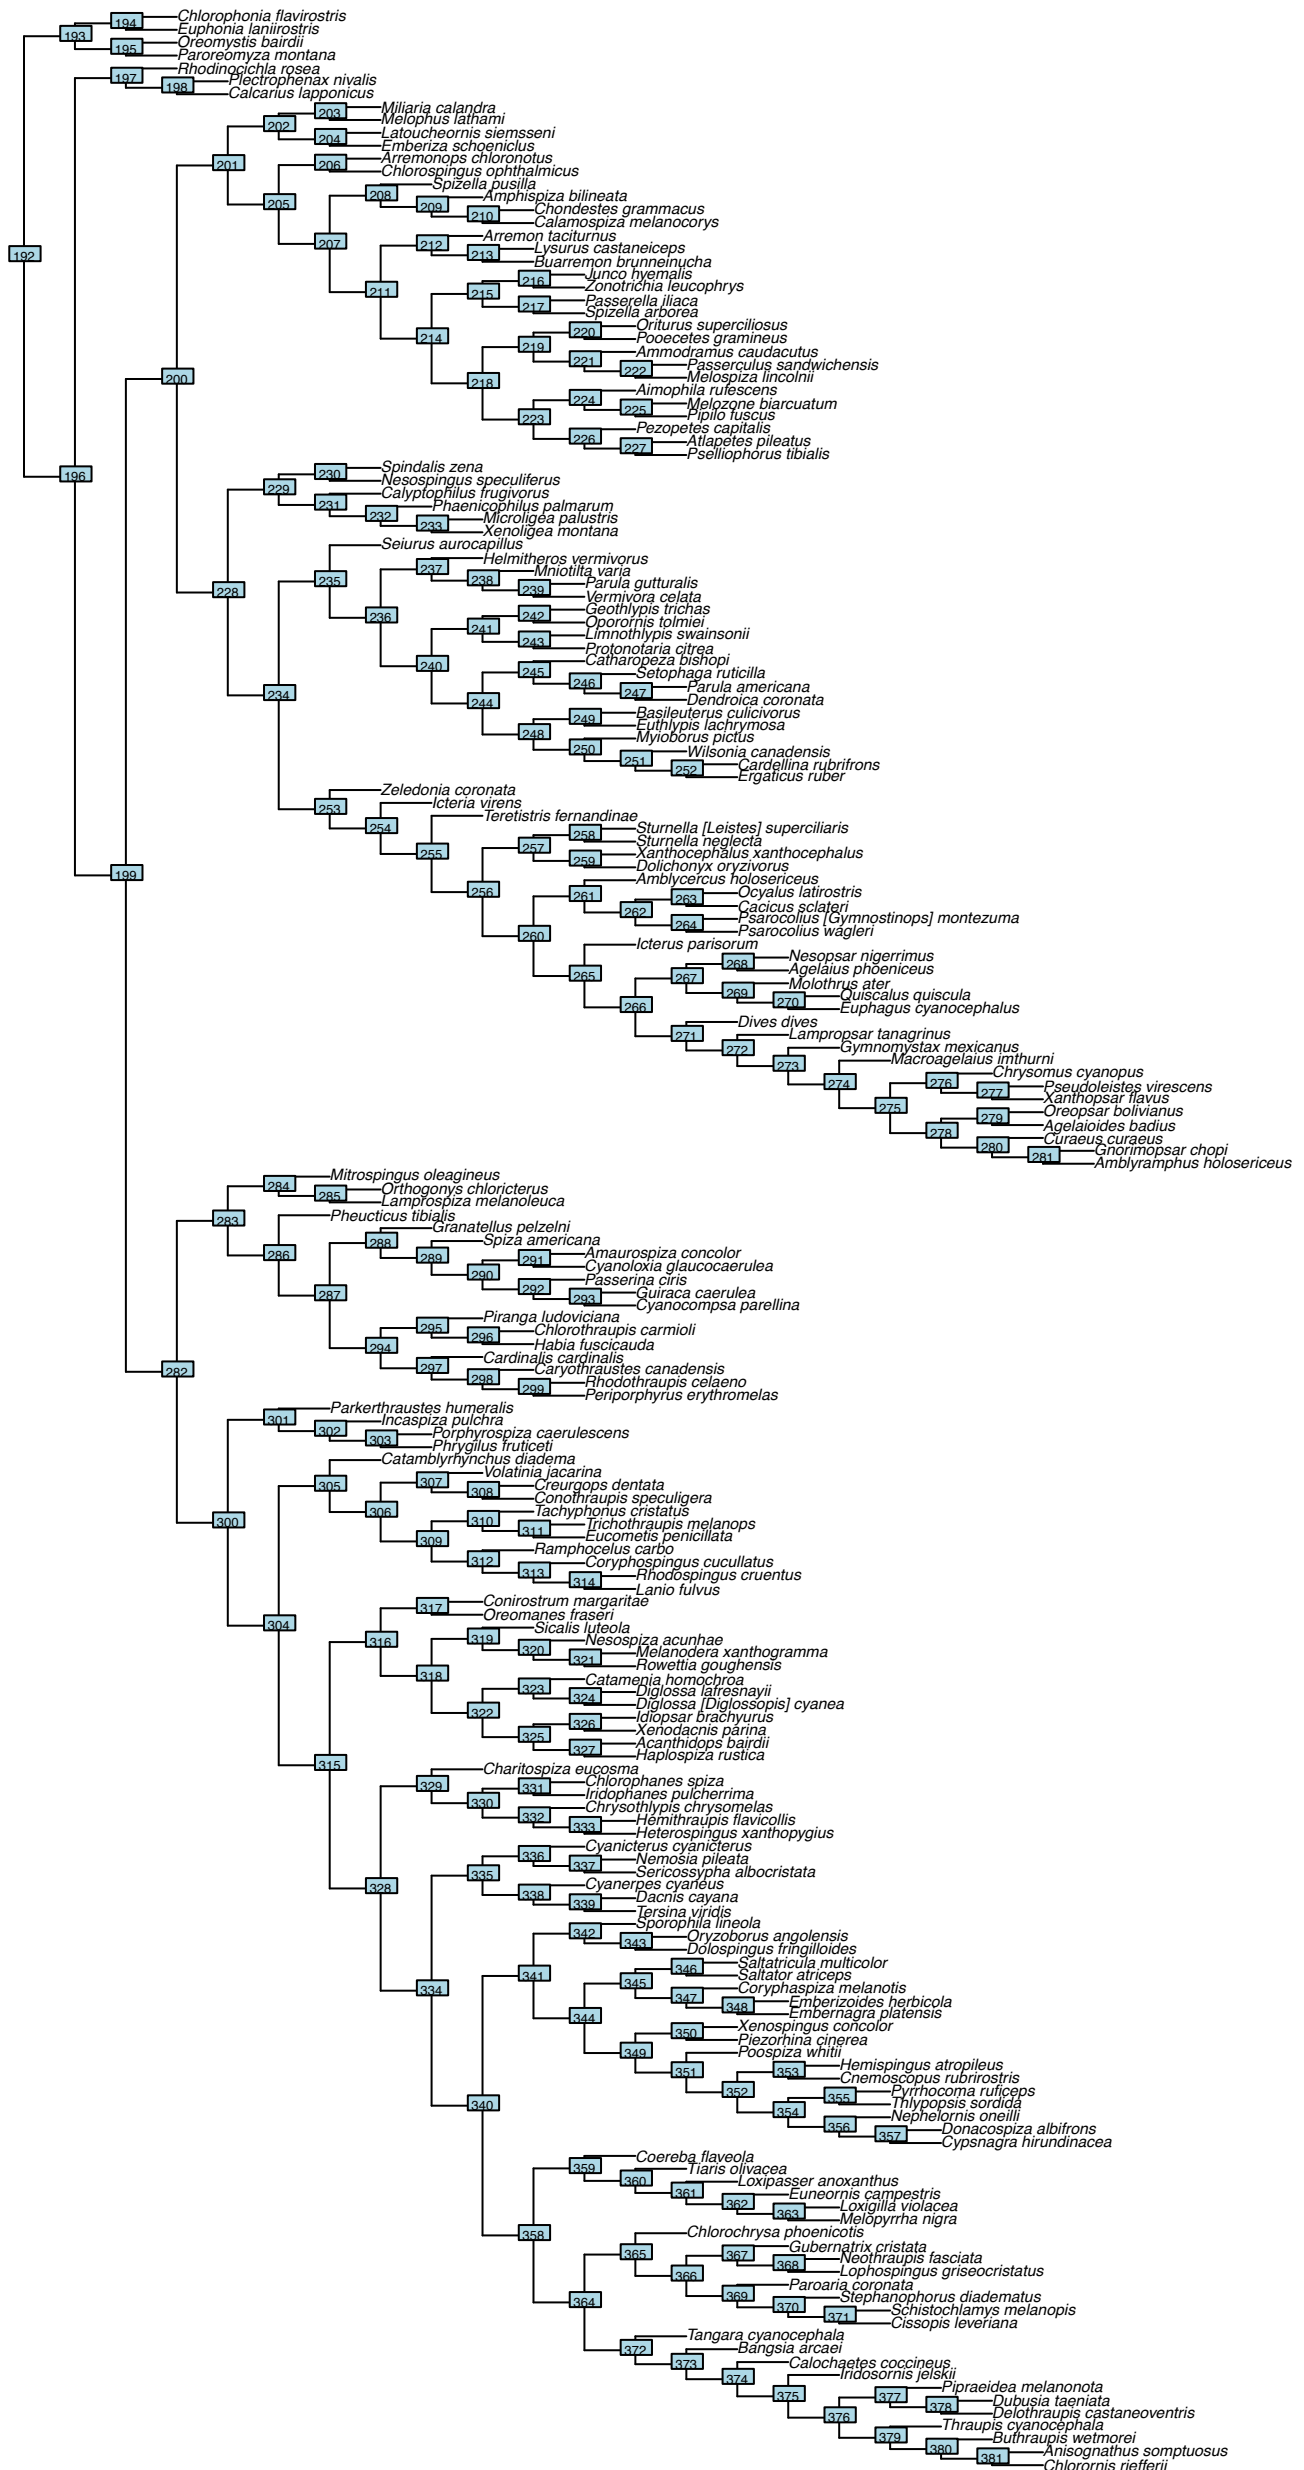 Chlorophonia flavirostris
194
Euphonia laniirostris
193
Oreomystis bairdii
195
Paroreomyza montana
Rhodinocichla rosea
197
Plectrophenax nivalis
198
Calcarius lapponicus
Miliaria calandra
203
Melophus lathami
202
Latoucheornis siemsseni
204
Emberiza schoeniclus
201
Arremonops chloronotus
206
Chlorospingus ophthalmicus
Spizella pusilla
208
Amphispiza bilineata
205
209
Chondestes grammacus
210
Calamospiza melanocorys
Arremon taciturnus
207
212
Lysurus castaneiceps
192
213
Buarremon brunneinucha
Junco hyemalis
216
Zonotrichia leucophrys
211
215
Passerella iliaca
217
Spizella arborea
Oriturus superciliosus
220
214
Pooecetes gramineus
219
Ammodramus caudacutus
221
Passerculus sandwichensis
222
200
Melospiza lincolnii
218
Aimophila rufescens
224
Melozone biarcuatum
225
Pipilo fuscus
223
Pezopetes capitalis
226
Atlapetes pileatus
227
Pselliophorus tibialis
Spindalis zena
196
230
Nesospingus speculiferus
229
Calyptophilus frugivorus
231
Phaenicophilus palmarum
232
Microligea palustris
233
Xenoligea montana
Seiurus aurocapillus
Helmitheros vermivorus
237
Mniotilta varia
235
238
Parula gutturalis
228
239
Vermivora celata
Geothlypis trichas
236
242
Oporornis tolmiei
241
Limnothlypis swainsonii
243
Protonotaria citrea
Catharopeza bishopi
240
245
Setophaga ruticilla
246
Parula americana
234
247
Dendroica coronata
244
Basileuterus culicivorus
249
Euthlypis lachrymosa
248
Myioborus pictus
250
Wilsonia canadensis
251
Cardellina rubrifrons
252
Ergaticus ruber
Zeledonia coronata
253
Icteria virens
254
Teretistris fernandinae
Sturnella [Leistes] superciliaris
258
Sturnella neglecta
257
255
Xanthocephalus xanthocephalus
259
Dolichonyx oryzivorus
199
Amblycercus holosericeus
256
261
Ocyalus latirostris
263
Cacicus sclateri
262
Psarocolius [Gymnostinops] montezuma
264
Psarocolius wagleri
260
Icterus parisorum
Nesopsar nigerrimus
268
Agelaius phoeniceus
265
267
Molothrus ater
269
Quiscalus quiscula
270
266
Euphagus cyanocephalus
Dives dives
271
Lampropsar tanagrinus
272
Gymnomystax mexicanus
273
Macroagelaius imthurni
274
Chrysomus cyanopus
276
Pseudoleistes virescens
277
Xanthopsar flavus
275
Oreopsar bolivianus
279
Agelaioides badius
278
Curaeus curaeus
280
Gnorimopsar chopi
281
Amblyramphus holosericeus
Mitrospingus oleagineus
284
Orthogonys chloricterus
285
Lamprospiza melanoleuca
283
Pheucticus tibialis
Granatellus pelzelni
288
Spiza americana
286
289
Amaurospiza concolor
291
Cyanoloxia glaucocaerulea
290
Passerina ciris
287
292
Guiraca caerulea
293
Cyanocompsa parellina
Piranga ludoviciana
295
Chlorothraupis carmioli
296
Habia fuscicauda
294
Cardinalis cardinalis
282
297
Caryothraustes canadensis
298
Rhodothraupis celaeno
299
Periporphyrus erythromelas
Parkerthraustes humeralis
301
Incaspiza pulchra
302
Porphyrospiza caerulescens
303
Phrygilus fruticeti
Catamblyrhynchus diadema
Volatinia jacarina
305
307
Creurgops dentata
308
Conothraupis speculigera
306
Tachyphonus cristatus
300
310
Trichothraupis melanops
311
Eucometis penicillata
309
Ramphocelus carbo
312
Coryphospingus cucullatus
313
Rhodospingus cruentus
314
Lanio fulvus
Conirostrum margaritae
317
Oreomanes fraseri
304
Sicalis luteola
316
319
Nesospiza acunhae
320
Melanodera xanthogramma
321
Rowettia goughensis
318
Catamenia homochroa
323
Diglossa lafresnayii
324
Diglossa [Diglossopis] cyanea
322
Idiopsar brachyurus
326
Xenodacnis parina
325
Acanthidops bairdii
327
Haplospiza rustica
315
Charitospiza eucosma
329
Chlorophanes spiza
331
Iridophanes pulcherrima
330
Chrysothlypis chrysomelas
332
Hemithraupis flavicollis
333
Heterospingus xanthopygius
Cyanicterus cyanicterus
336
Nemosia pileata
337
335
Sericossypha albocristata
328
Cyanerpes cyaneus
338
Dacnis cayana
339
Tersina viridis
Sporophila lineola
342
Oryzoborus angolensis
343
Dolospingus fringilloides
Saltatricula multicolor
346
341
Saltator atriceps
345
334
Coryphaspiza melanotis
347
Emberizoides herbicola
348
344
Embernagra platensis
Xenospingus concolor
350
Piezorhina cinerea
349
Poospiza whitii
351
Hemispingus atropileus
353
Cnemoscopus rubrirostris
352
Pyrrhocoma ruficeps
355
340
Thlypopsis sordida
354
Nephelornis oneilli
356
Donacospiza albifrons
357
Cypsnagra hirundinacea
Coereba flaveola
359
Tiaris olivacea
360
Loxipasser anoxanthus
361
Euneornis campestris
362
Loxigilla violacea
363
Melopyrrha nigra
358
Chlorochrysa phoenicotis
Gubernatrix cristata
365
367
Neothraupis fasciata
368
Lophospingus griseocristatus
366
Paroaria coronata
369
Stephanophorus diadematus
364
370
Schistochlamys melanopis
371
Cissopis leveriana
Tangara cyanocephala
372
Bangsia arcaei
373
Calochaetes coccineus
374
Iridosornis jelskii
375
Pipraeidea melanonota
377
Dubusia taeniata
378
Delothraupis castaneoventris
376
Thraupis cyanocephala
379
Buthraupis wetmorei
380
Anisognathus somptuosus
381
Chlorornis riefferii